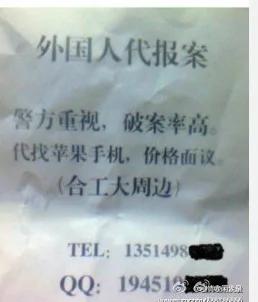 外国人代报案
警方重视，破案率高。
代找苹果手机，价格面议。
(合工大周边)
TEL：1351498
QQ：194519